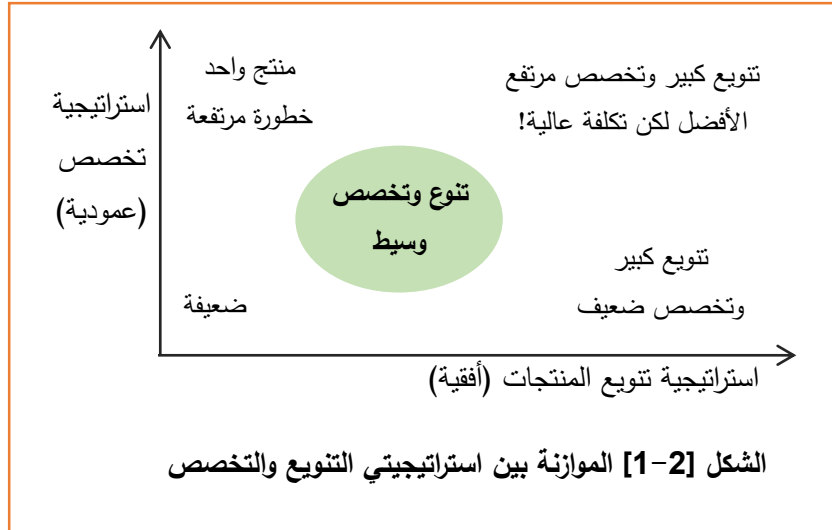 منتج واحد
خطورة مرتفعة
تنويع كبير وتخصص مرتفع
الأفضل لكن تكلفة عالية!
استراتيجية
تخصص
(عمودية)
تنوع وتخصص
وسيط
ضعيفة
تنويع كبير
وتخصص ضعيف
استراتيجية تنويع المنتجات (أفقية)
الشكل [2-1] الموازنة بين استراتيجيتي التنويع والتخصص